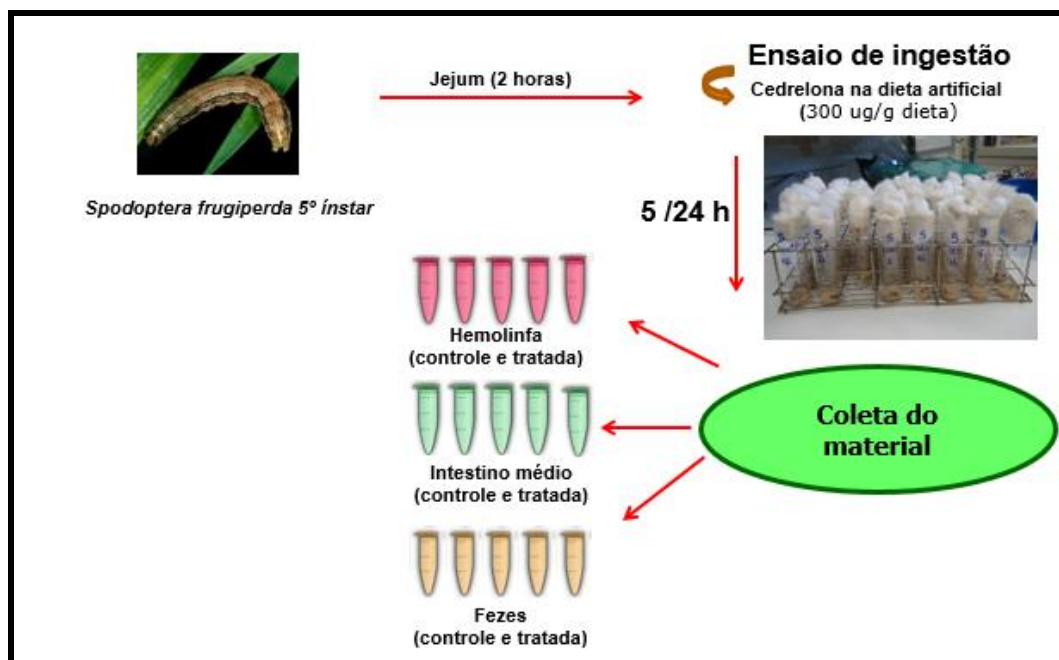 Jejum (2 horas)
Ensaio de ingestão
Cedrelona na dieta artificial
(300 ug/g dieta)
Spodoptera frugiperda 5º ínstar
5 /24 h
Hemolinfa
(controle e tratada)
Coleta do
material
Intestino médio
(controle e tratada)
Fezes
(controle e tratada)